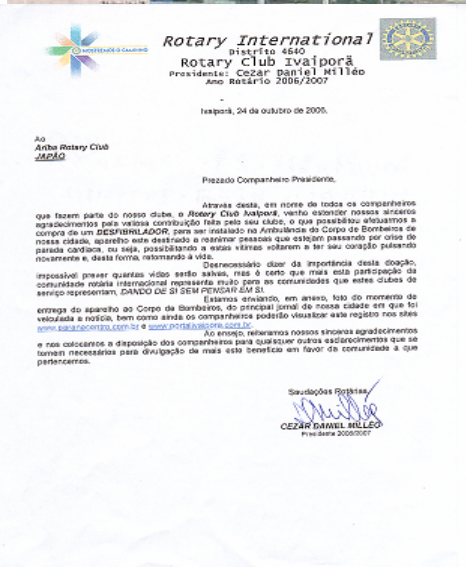 MOSTREMOS O CAMINHO
Rotary International
Distrito 4640
Rotary Club Ivaiporã
Presidente: Cezar Daniel Milléo
Ano Rotário 2006/2007
Ivaiporã, 24 de outubro de 2006.
Ao
Ariba Rotary Club
JAPÃO
Prezado Companheiro Presidente,
Através desta, em nome de todos os companheiros
que fazem parte do nosso clube, o Rotary Club Ivaiporã, venho estender nossos sinceros
agradecimentos pela valiosa contribuição feita pelo seu clube, o que possibilitou efetuarmos a
compra de um DESFIBRILADOR, para ser instalado na Ambulância do Corpo de Bombeiros de
nossa cidade, aparelho este destinado a reanimar pessoas que estejam passando por crise de
parada cardíaca, ou seja, possibilitando a estas vítimas voltarem a ter seu coração pulsando
novamente e, desta forma, retornando à vida.
Desnecessário dizer da importância desta doação,
impossível prever quantas vidas serão salvas, mas é certo que mais esta participação da
comunidade rotária internacional representa muito para as comunidades que estes clubes de
serviço representam, DANDO DE SI SEM PENSAR EM SI.
Estamos enviando, em anexo, foto do momento de
entrega do aparelho ao Corpo de Bombeiros, do principal jornal de nossa cidade em que foi
veiculada a notícia, bem como ainda os companheiros poderão visualizar este registro nos sites
www.paranacentro.com.br e www.portalivaipora.com.br.
Ao ensejo, reiteramos nossos sinceros agradecimentos
e nos colocamos a disposição dos companheiros para quaisquer outros esclarecimentos que se
tornem necessários para divulgação de mais este benefício em favor da comunidade a que
pertencemos.
Saudações Rotárias,
CEZAR DANIEL MILLÉO
Presidente 2006/2007